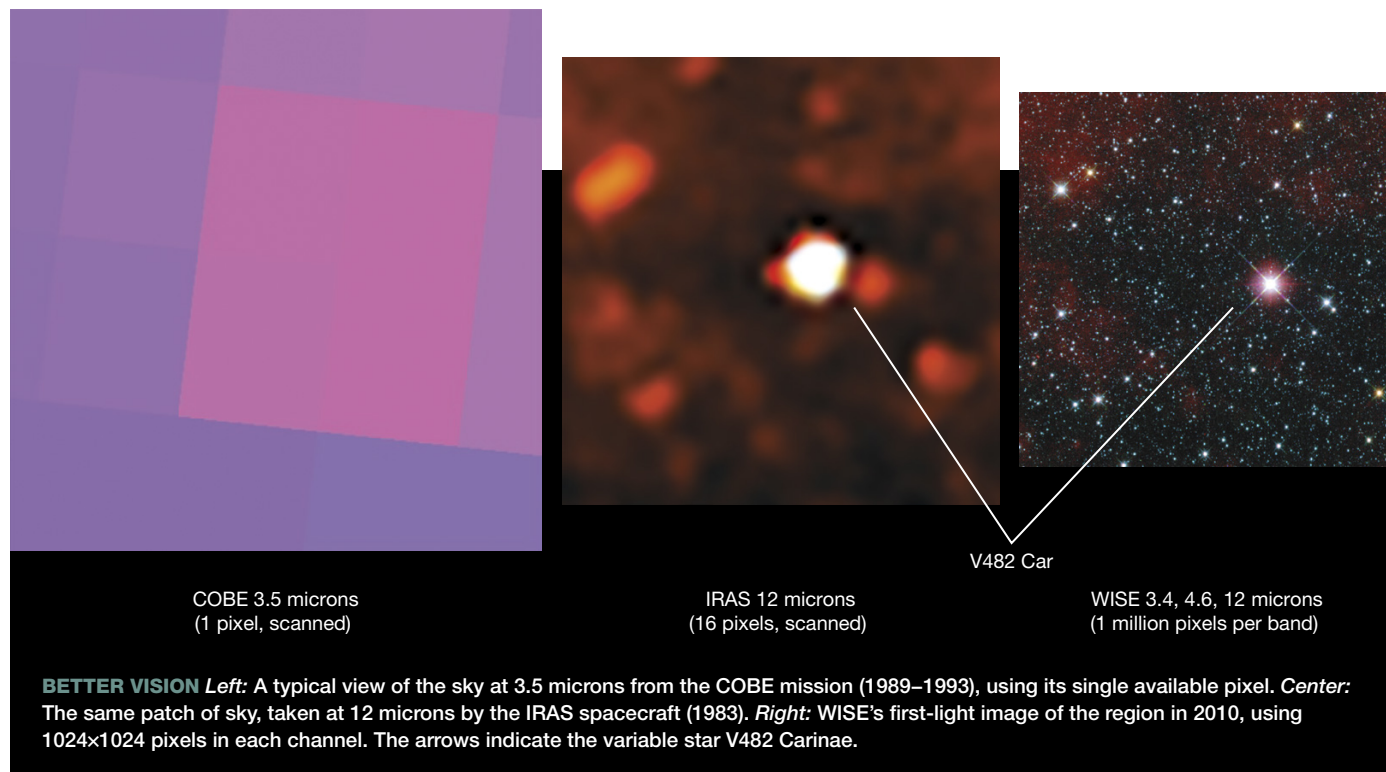 V482 Car
COBE 3.5 microns
(1 pixel, scanned)
IRAS 12 microns
(16 pixels, scanned)
WISE 3.4, 4.6, 12 microns
(1 million pixels per band)
BETTER VISION Left: A typical view of the sky at 3.5 microns from the COBE mission (1989–1993), using its single available pixel. Center:
The same patch of sky, taken at 12 microns by the IRAS spacecraft (1983). Right: WISE’s first-light image of the region in 2010, using
1024×1024 pixels in each channel. The arrows indicate the variable star V482 Carinae.